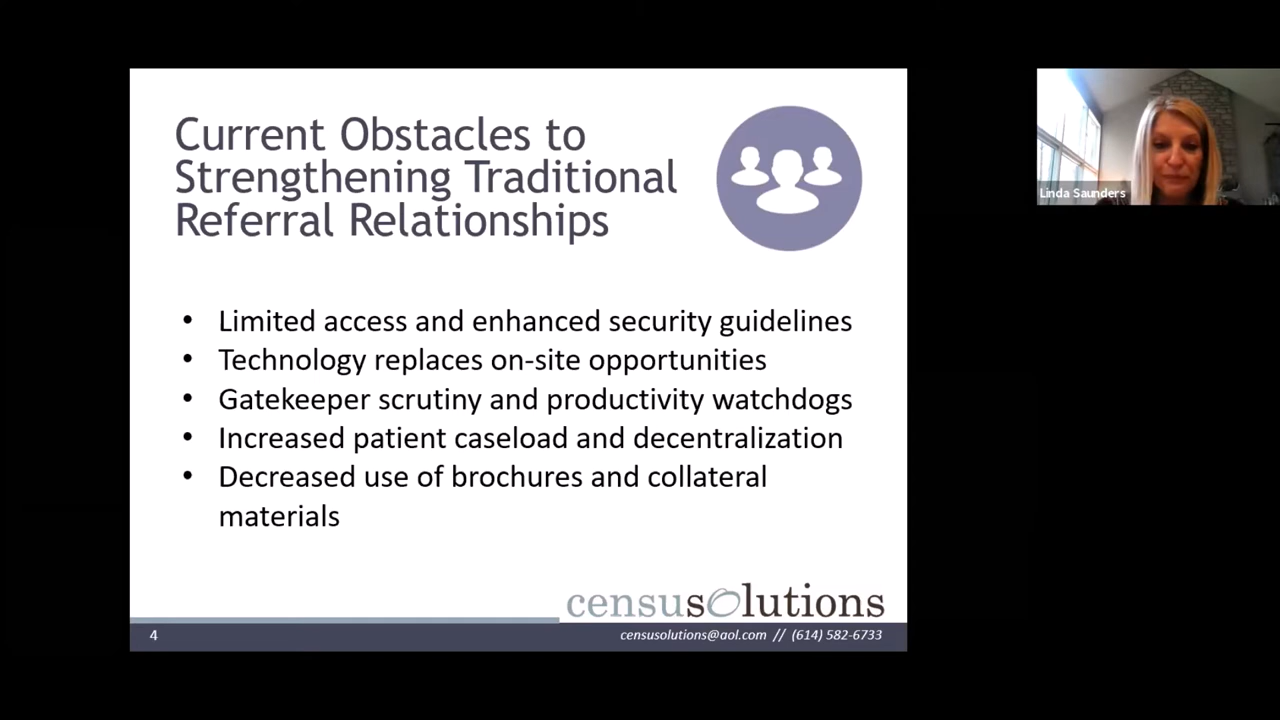 Current Obstacles to
Strengthening Traditional
Referral Relationships
• Limited access and enhanced security guidelines
• Technology replaces on-site opportunities
• Gatekeeper scrutiny and productivity watchdogs
• Increased patient caseload and decentralization
• Decreased use of brochures and collateral
materials
censusolutions
4
censusolutions@aol.com // (614) 582-6733
Linda Saunders